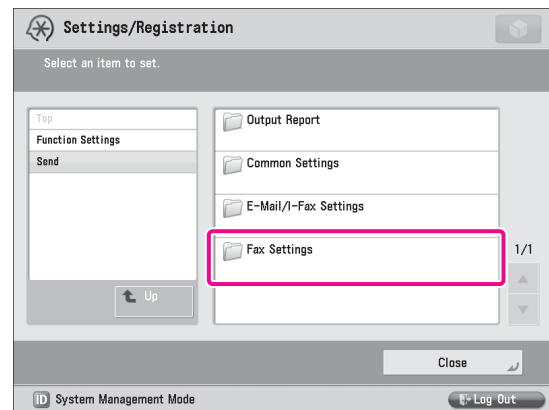 Settings/Registration
Select an item to set.
Top
Function Settings
Send
Up
Output Report
Common Settings
E-Mail/I-Fax Settings
Fax Settings
1/1
Close
ID System Management Mode
Log Out